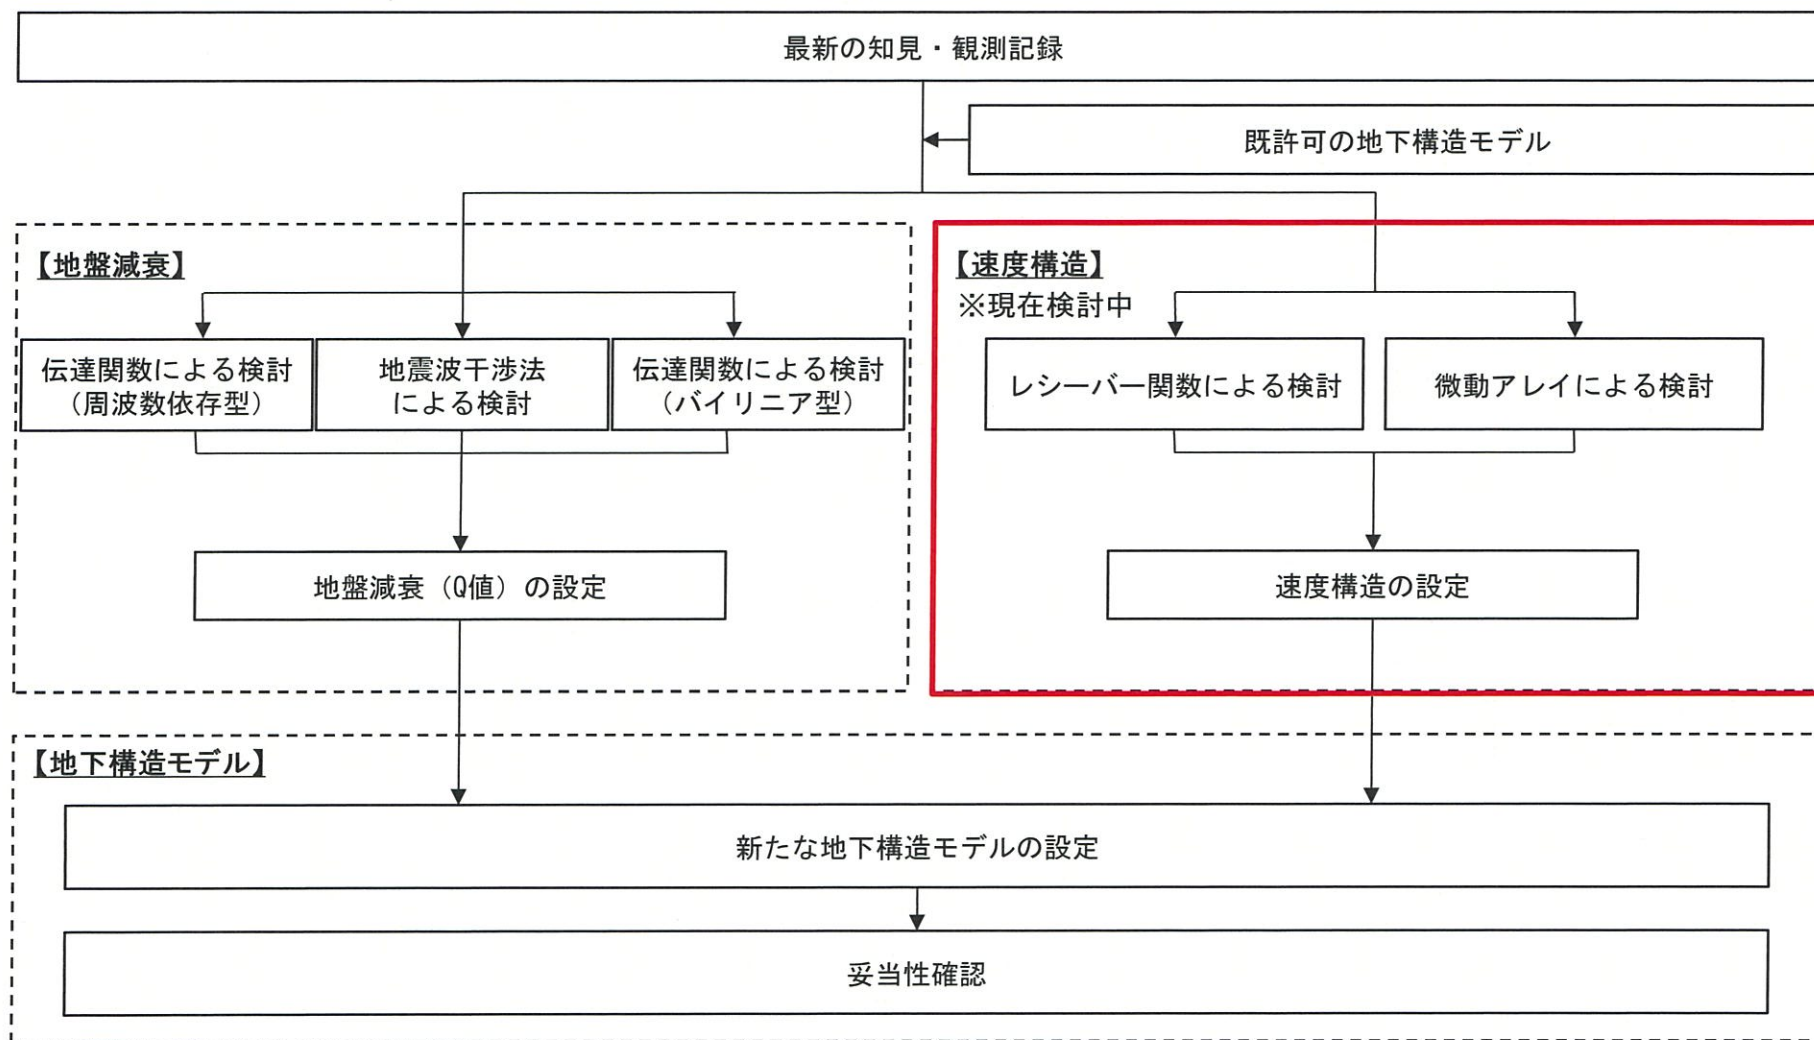 最新の知見・観測記録
既許可の地下構造モデル
【地盤減衰】
伝達関数による検討
（周波数依存型）
地震波干渉法
による検討
伝達関数による検討
（バイリニア型）
地盤減衰（Q値）の設定
【速度構造】
※現在検討中
レシーバー関数による検討
微動アレイによる検討
速度構造の設定
【地下構造モデル】
新たな地下構造モデルの設定
妥当性確認